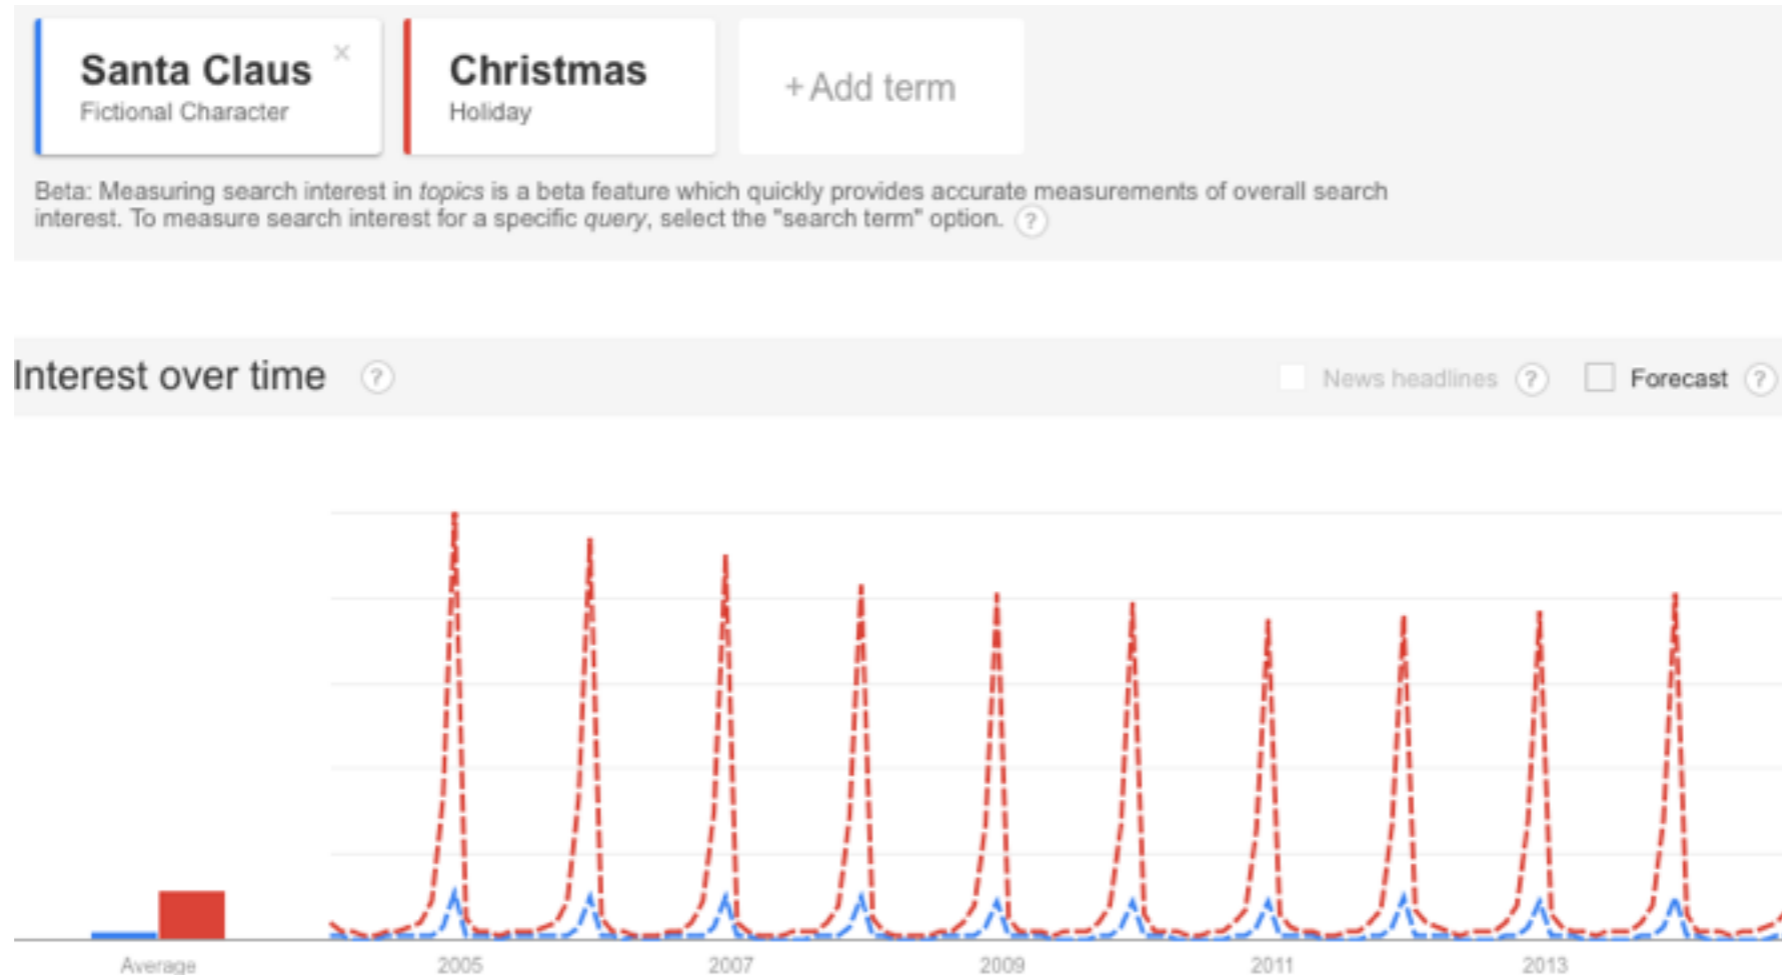 Santa Claus ×
Fictional Character
Christmas
Holiday
+Add term
Beta: Measuring search interest in topics is a beta feature which quickly provides accurate measurements of overall search
interest. To measure search interest for a specific query, select the "search term" option. ?
Interest over time ?
News headlines ?
Forecast ?
Average
2005
2007
2009
2011
2013